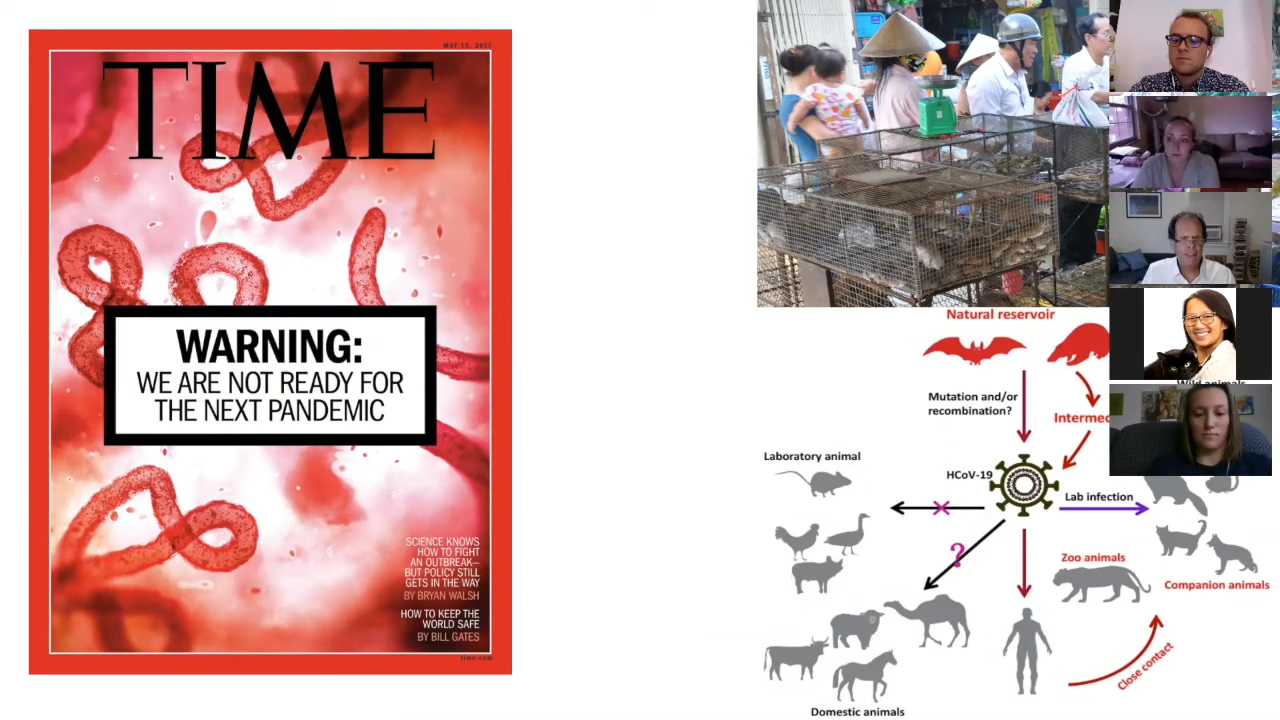 MAY 15, 2017
TIME
WARNING:
WE ARE NOT READY FOR
THE NEXT PANDEMIC
SCIENCE KNOWS
HOW TO FIGHT
AN OUTBREAK—
BUT POLICY STILL
GETS IN THE WAY
BY BRYAN WALSH
HOW TO KEEP THE
WORLD SAFE
BY BILL GATES
time.com
Natural reservoir
Mutation and/or
recombination?
Intermed
Wild animals
Laboratory animal
HCoV-19
Lab infection
?
Zoo animals
Companion animals
Close contact
Domestic animals